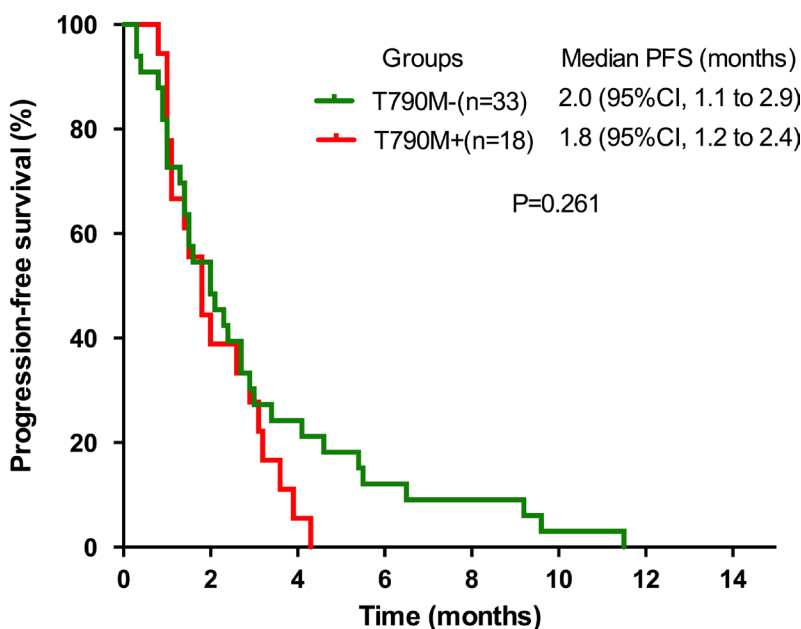 Groups Median PFS (months)
T790M-(n=33) 2.0 (95%CI, 1.1 to 2.9)
T790M+(n=18) 1.8 (95%CI, 1.2 to 2.4)
P=0.261
Progression-free survival (%)
100
80
60
40
20
0
0 2 4 6 8 10 12 14
Time (months)